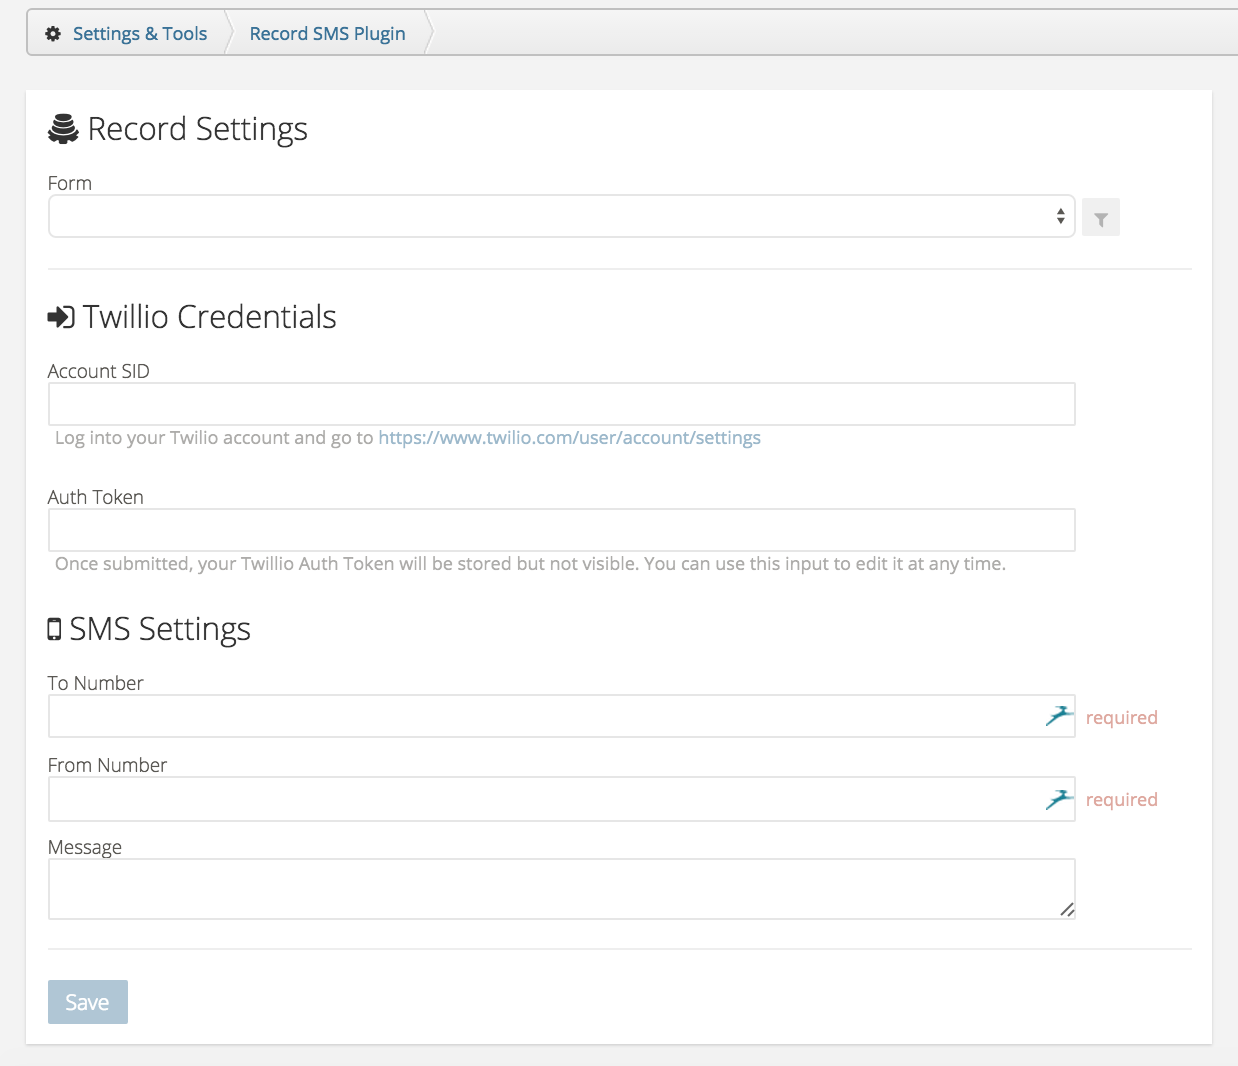 Settings & Tools
Record SMS Plugin
Record Settings
Form
Twillio Credentials
Account SID
Log into your Twilio account and go to https://www.twilio.com/user/account/settings
Auth Token
Once submitted, your Twillio Auth Token will be stored but not visible. You can use this input to edit it at any time.
SMS Settings
To Number
required
From Number
required
Message
Save